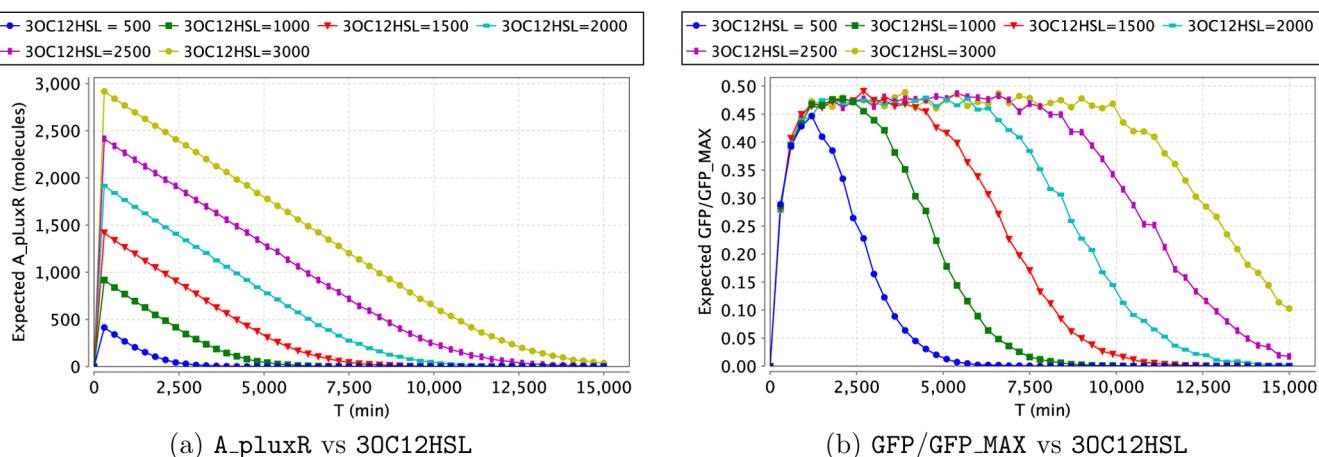 3OC12HSL = 500 3OC12HSL=1000 3OC12HSL=1500 3OC12HSL=2000
3OC12HSL=2500 3OC12HSL=3000
Expected A_pLuxR (molecules)
3,000
2,500
2,000
1,500
1,000
500
0
0 2,500 5,000 7,500 10,000 12,500 15,000
T (min)
(a) A_pluxR vs 3OC12HSL
3OC12HSL = 500 3OC12HSL=1000 3OC12HSL=1500 3OC12HSL=2000
3OC12HSL=2500 3OC12HSL=3000
Expected GFP/GFP_MAX
0.50
0.45
0.40
0.35
0.30
0.25
0.20
0.15
0.10
0.05
0.00
0 2,500 5,000 7,500 10,000 12,500 15,000
T (min)
(b) GFP/GFP_MAX vs 3OC12HSL